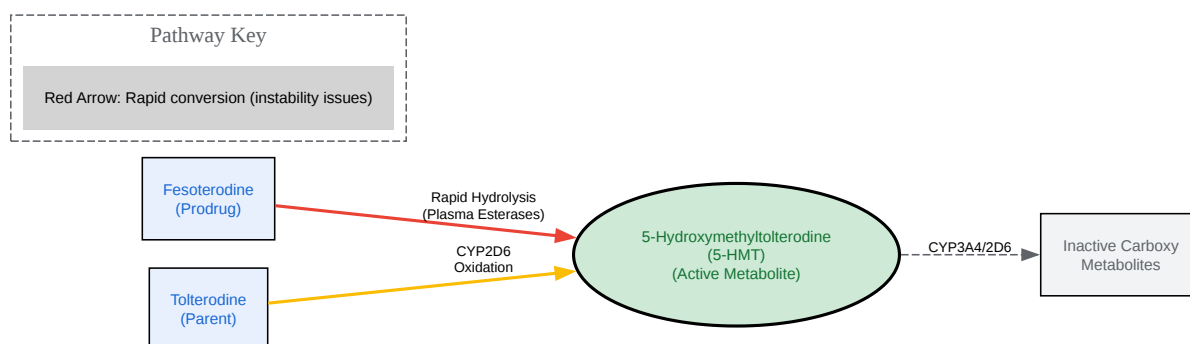 Pathway Key
Red Arrow: Rapid conversion (instability issues)
Fesoterodine
(Prodrug)
Rapid Hydrolysis
(Plasma Esterases)
CYP2D6
Oxidation
Tolterodine
(Parent)
5-Hydroxymethyltolterodine
(5-HMT)
(Active Metabolite)
CYP3A4/2D6
Inactive Carboxy
Metabolites